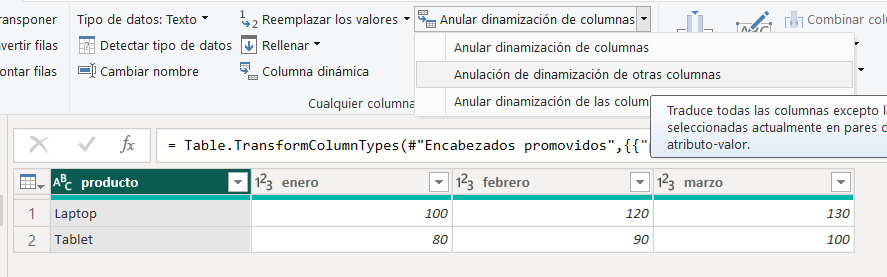 ransponer
Tipo de datos: Texto
Reemplazar los valores
Anular dinamización de columnas
vertir filas
Detectar tipo de datos
Rellenar
Combinar colu
ontar filas
Cambiar nombre
Columna dinámica
Cualquier columna
Anular dinamización de columnas
Anulación de dinamización de otras columnas
Anular dinamización de las colum
Traduce todas las columnas excepto l
seleccionadas actualmente en pares d
atributo-valor.
fx = Table.TransformColumnTypes(#"Encabezados promovidos",{{"
ABC producto 123 enero 123 febrero 123 marzo
1 Laptop 100 120 130
2 Tablet 80 90 100